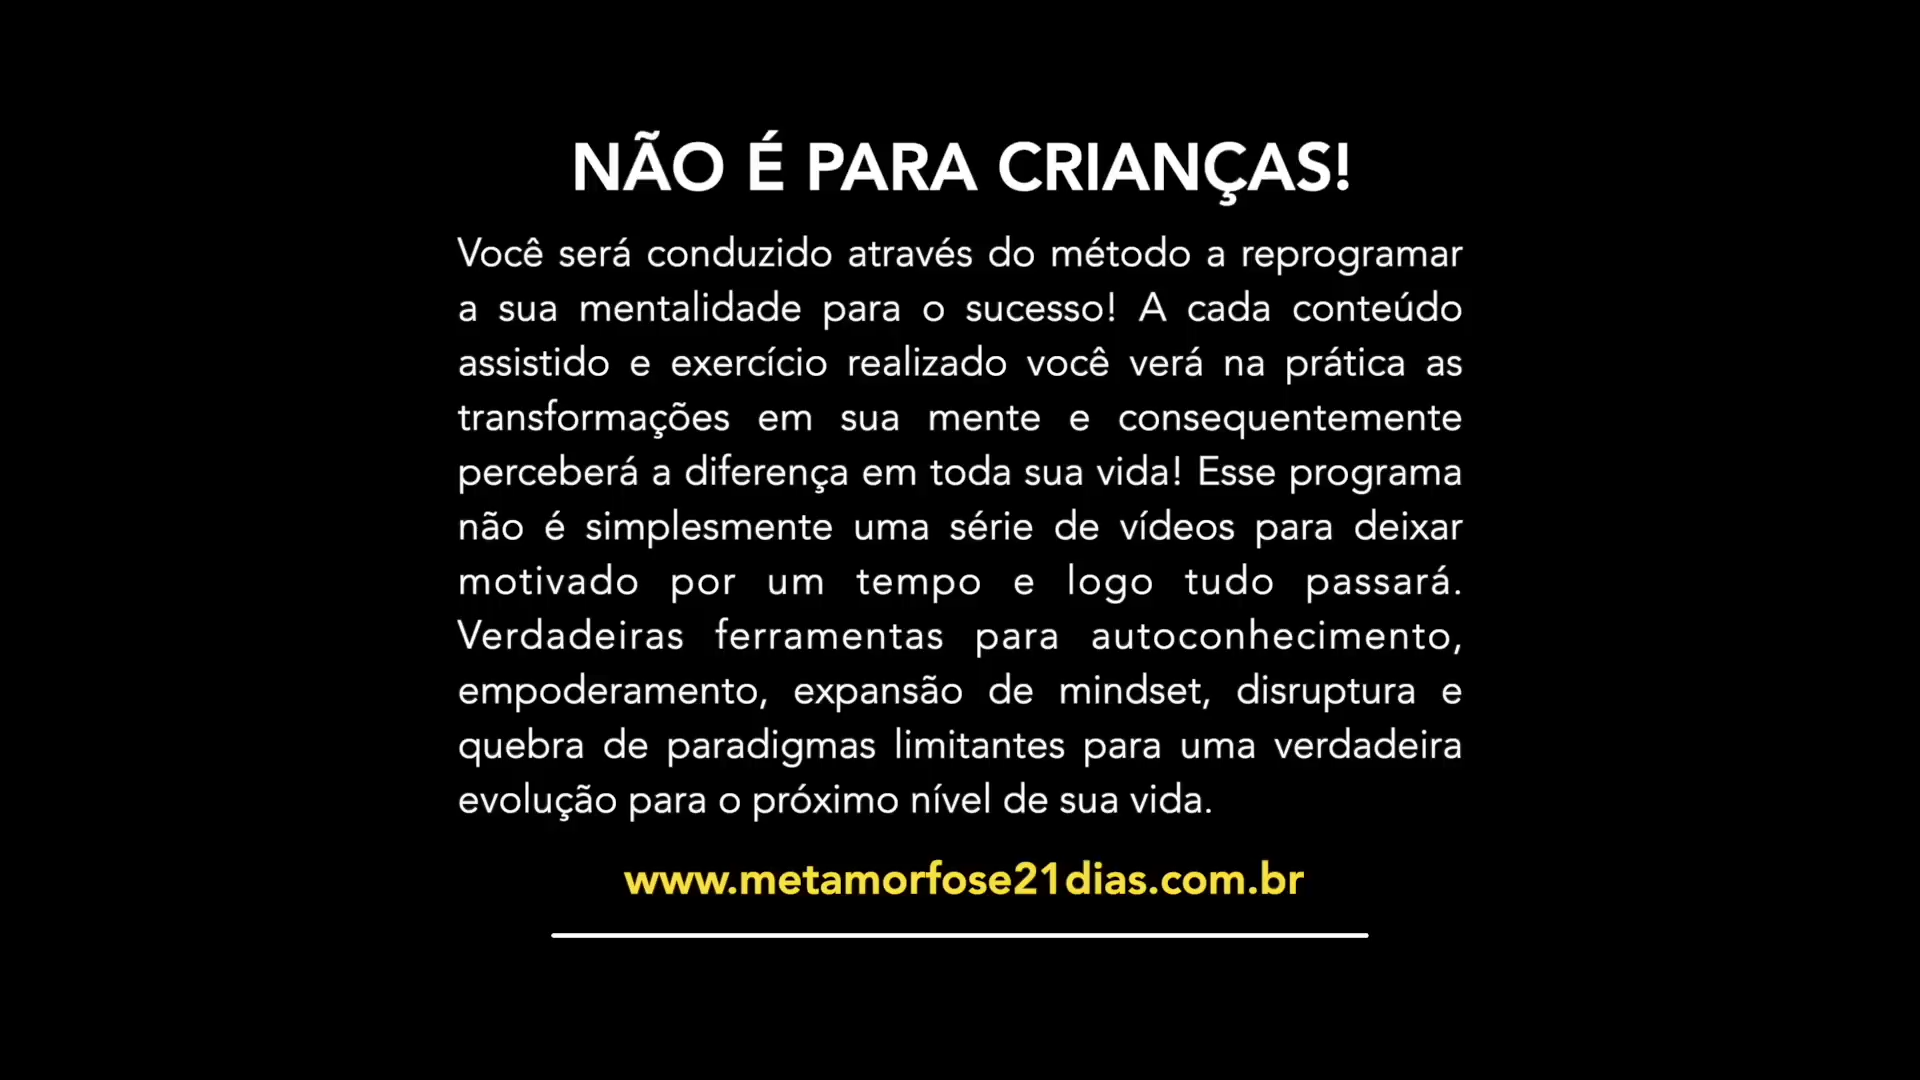 NÃO É PARA CRIANÇAS!
Você será conduzido através do método a reprogramar
a sua mentalidade para o sucesso! A cada conteúdo
assistido e exercício realizado você verá na prática as
transformações em sua mente e consequentemente
perceberá a diferença em toda sua vida! Esse programa
não é simplesmente uma série de vídeos para deixar
motivado por um tempo e logo tudo passará.
Verdadeiras ferramentas para autoconhecimento,
empoderamento, expansão de mindset, disruptura e
quebra de paradigmas limitantes para uma verdadeira
evolução para o próximo nível de sua vida.
www.metamorfose21dias.com.br